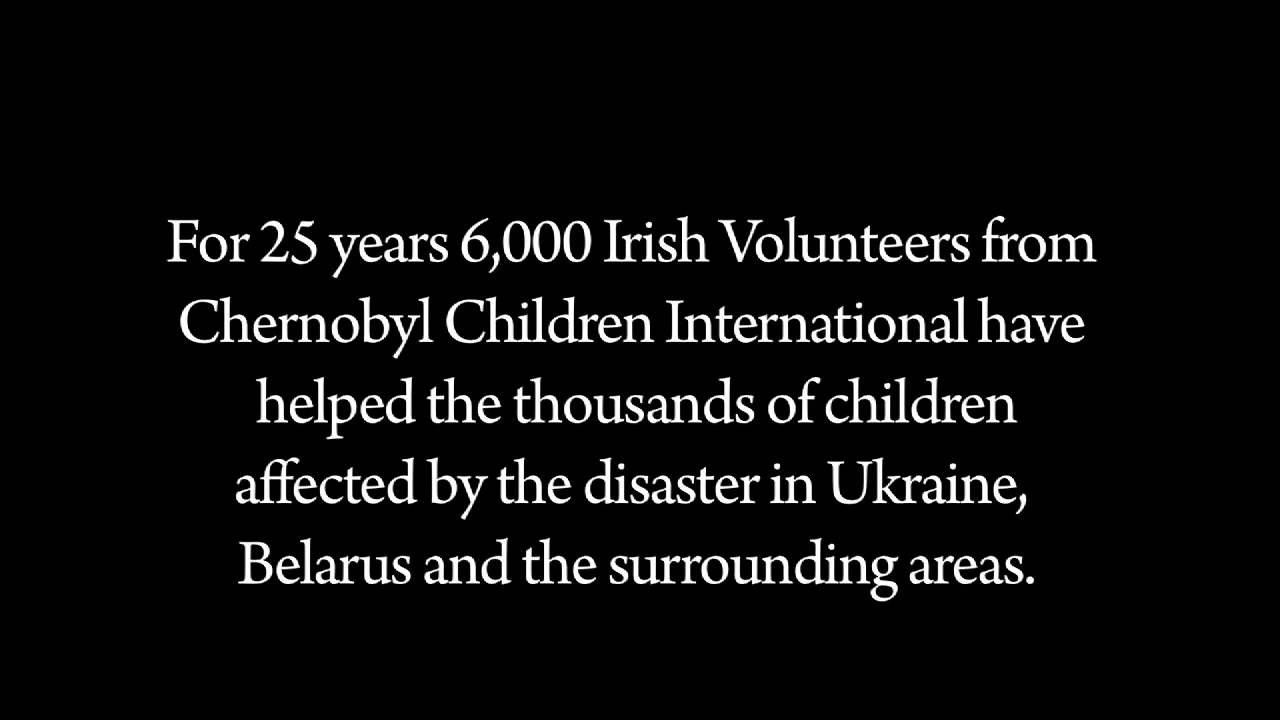 For 25 years 6,000 Irish Volunteers from
Chernobyl Children International have
helped the thousands of children
affected by the disaster in Ukraine,
Belarus and the surrounding areas.